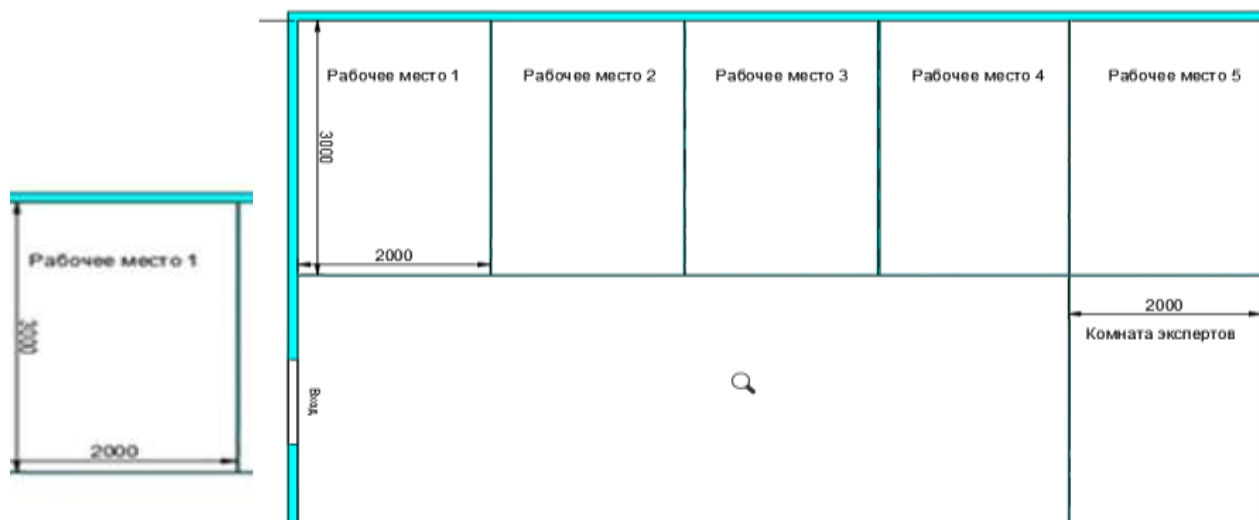 Рабочее место 1
3000
2000
Рабочее место 1
Рабочее место 2
Рабочее место 3
Рабочее место 4
Рабочее место 5
3000
2000
2000
Комната экспертов
Вход